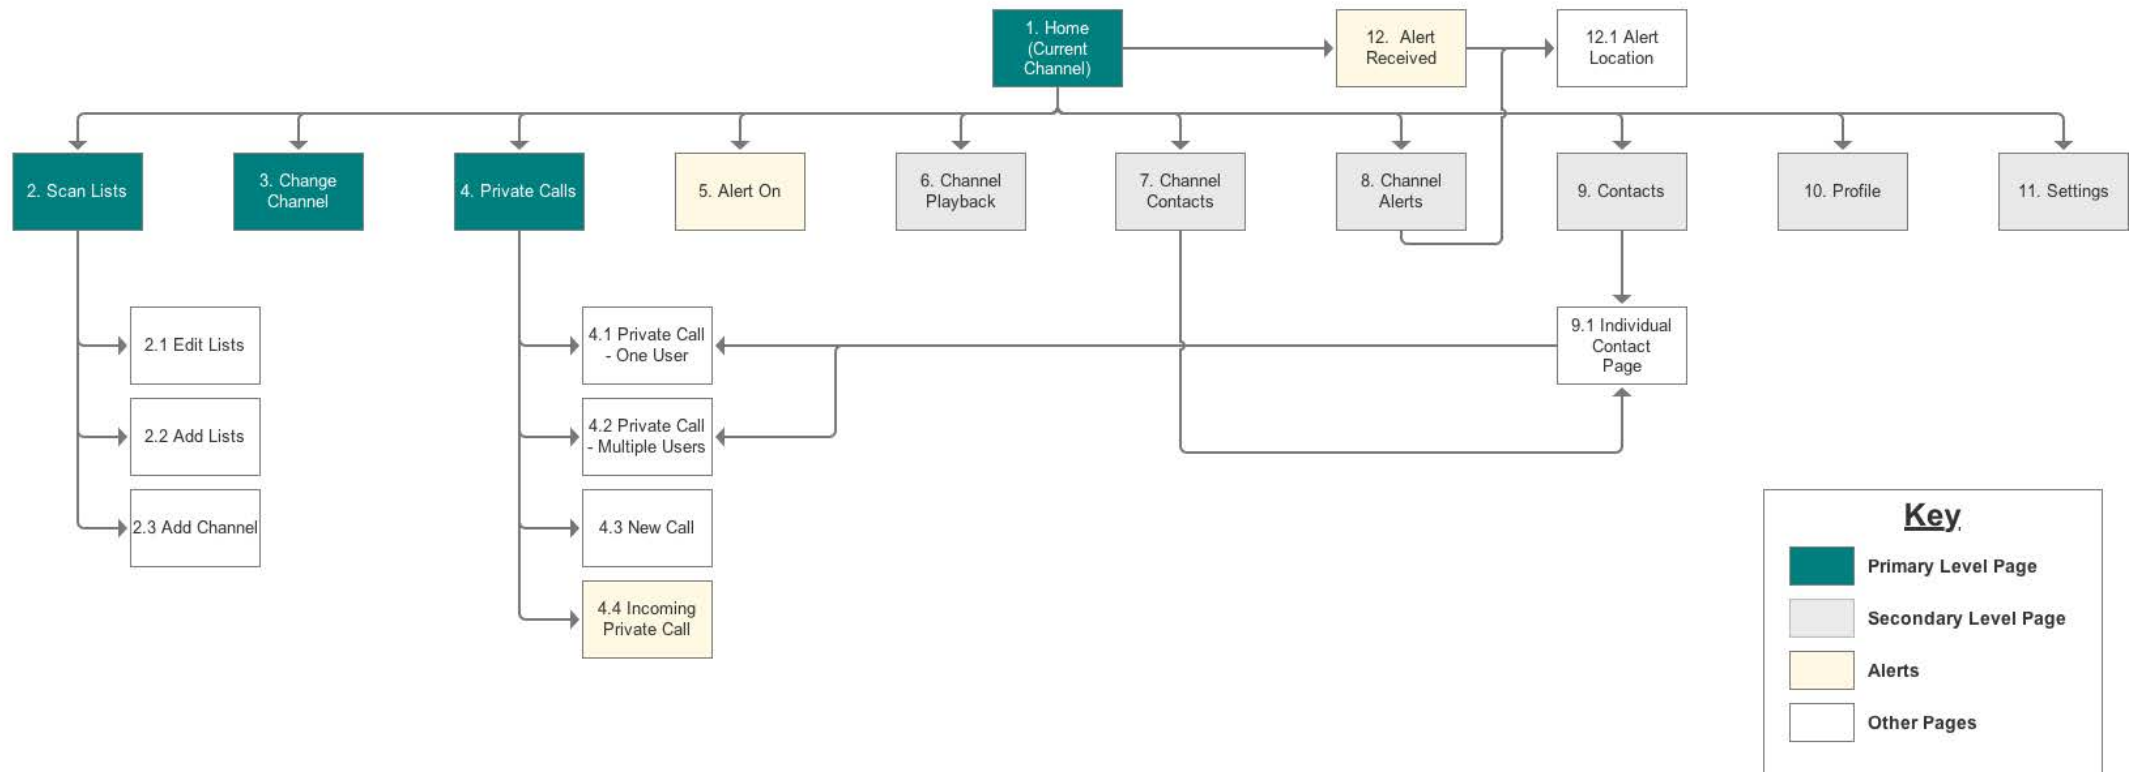 1. Home
(Current
Channel)
12. Alert
Received
12.1 Alert
Location
2. Scan Lists
3. Change
Channel
4. Private Calls
5. Alert On
6. Channel
Playback
7. Channel
Contacts
8. Channel
Alerts
9. Contacts
10. Profile
11. Settings
2.1 Edit Lists
2.2 Add Lists
2.3 Add Channel
4.1 Private Call
- One User
4.2 Private Call
- Multiple Users
4.3 New Call
4.4 Incoming
Private Call
9.1 Individual
Contact
Page
Key
Primary Level Page
Secondary Level Page
Alerts
Other Pages